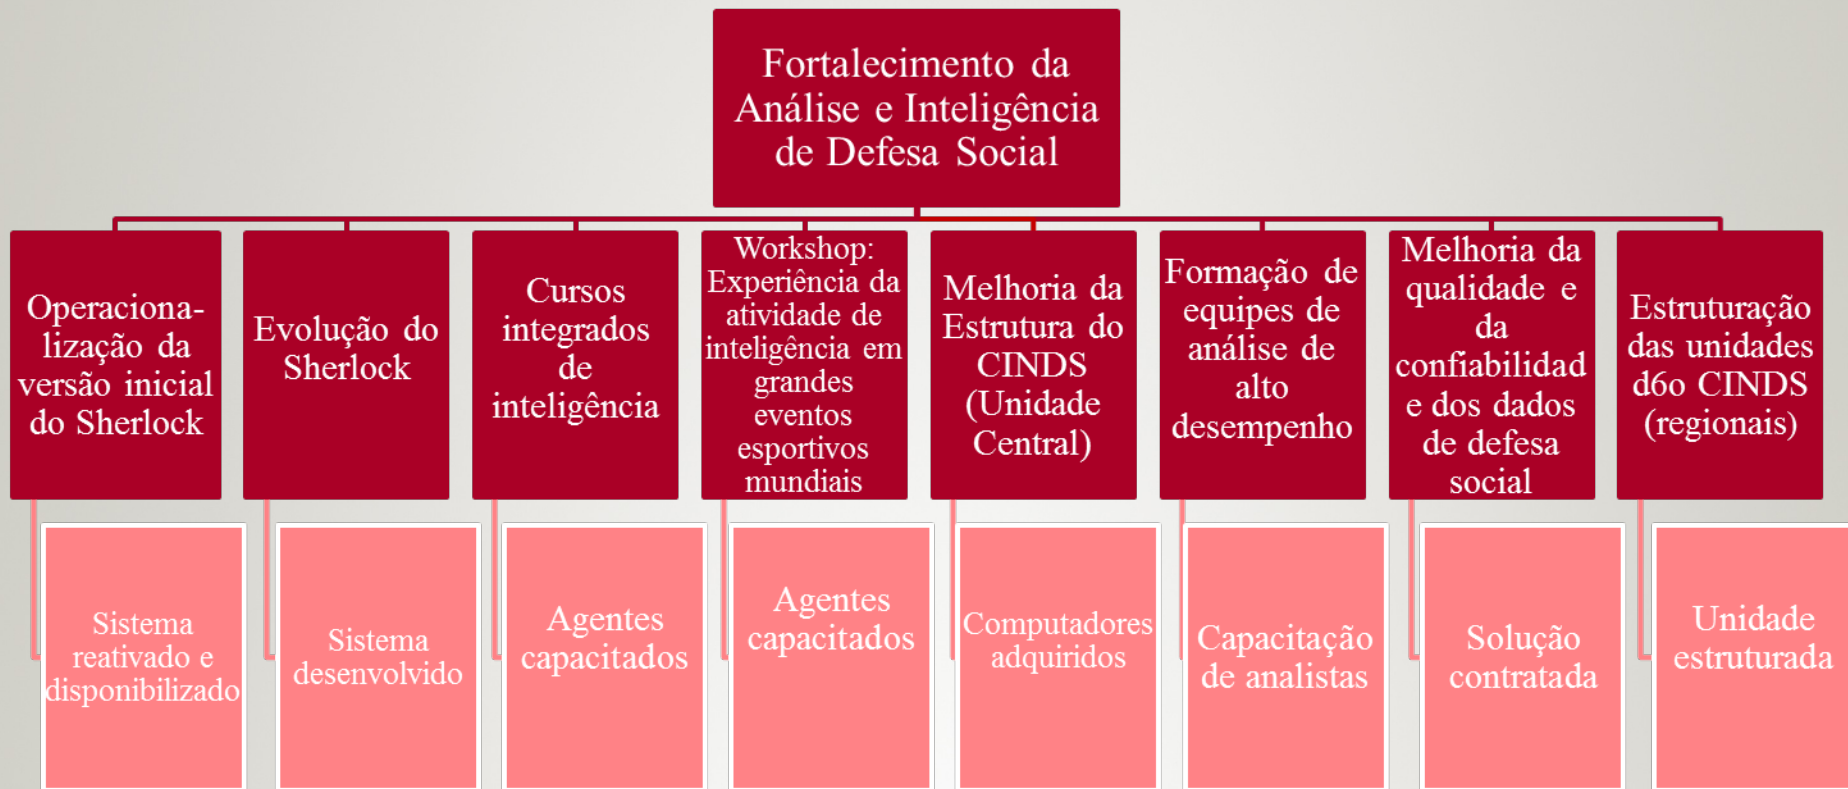 Fortalecimento da
Análise e Inteligência
de Defesa Social
Operaciona-
lização da
versão inicial
do Sherlock
Evolução do
Sherlock
Cursos
integrados
de
inteligência
Workshop:
Experiência da
atividade de
inteligência em
grandes
eventos
esportivos
mundiais
Melhoria da
Estrutura do
CINDS
(Unidade
Central)
Formação de
equipes de
análise de
alto
desempenho
Melhoria da
qualidade e
da
confiabilidad
e dos dados
de defesa
social
Estruturação
das unidades
d6o CINDS
(regionais)
Sistema
reativado e
disponibilizado
Sistema
desenvolvido
Agentes
capacitados
Agentes
capacitados
Computadores
adquiridos
Capacitação
de analistas
Solução
contratada
Unidade
estruturada